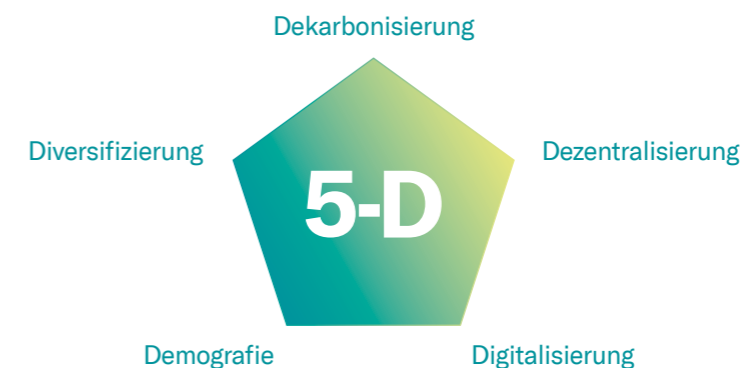 Dekarbonisierung
Diversifizierung
Dezentralisierung
5-D
Demografie
Digitalisierung